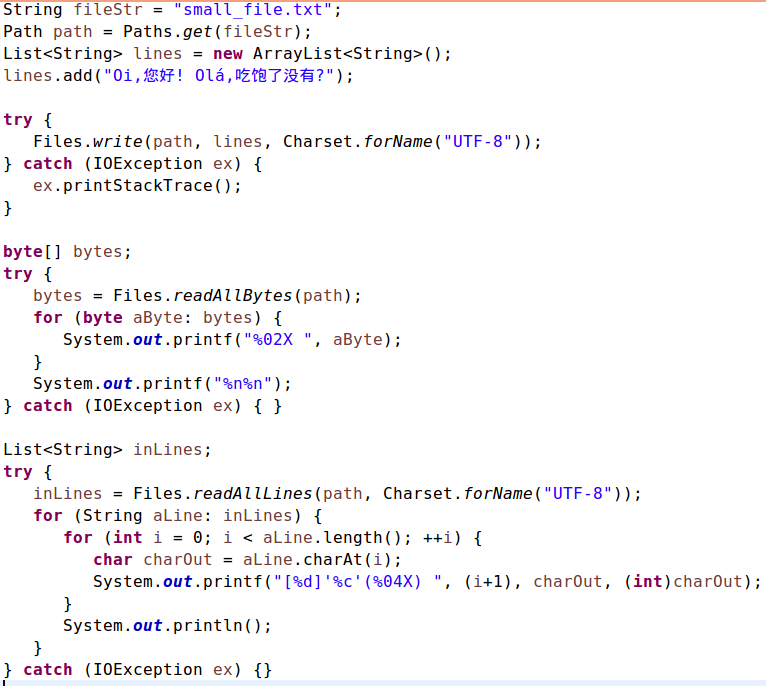 String fileStr = "small_file.txt";
Path path = Paths.get(fileStr);
List<String> lines = new ArrayList<String>();
lines.add("Oi,您好! Olá,吃饱了没有?");

try {
   Files.write(path, lines, Charset.forName("UTF-8"));
} catch (IOException ex) {
   ex.printStackTrace();
}

byte[] bytes;
try {
   bytes = Files.readAllBytes(path);
   for (byte aByte: bytes) {
      System.out.printf("%02X ", aByte);
   }
   System.out.printf("%n%n");
} catch (IOException ex) { }

List<String> inLines;
try {
   inLines = Files.readAllLines(path, Charset.forName("UTF-8"));
   for (String aLine: inLines) {
      for (int i = 0; i < aLine.length(); ++i) {
         char charOut = aLine.charAt(i);
         System.out.printf("[%d]'%c'(%04X) ", (i+1), charOut, (int)charOut);
      }
      System.out.println();
   }
} catch (IOException ex) {}